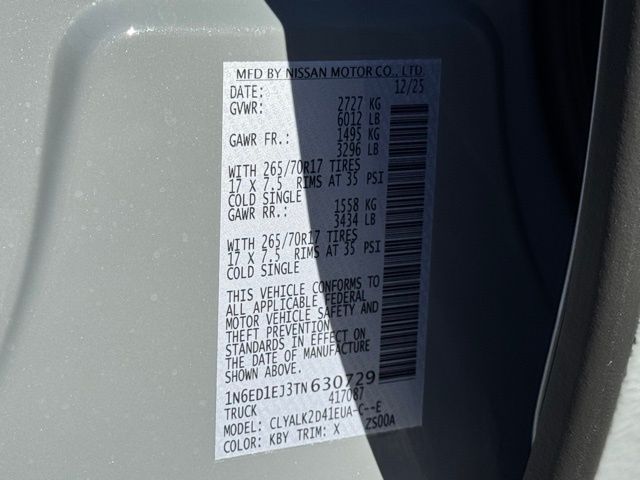 MFD BY NISSAN MOTOR CO., LTD.
DATE: 12/25
GVWR: 2727 KG
6012 LB
GAWR FR.: 1495 KG
3296 LB
WITH 265/70R17 TIRES
17 X 7.5 RIMS AT 35 PSI
COLD SINGLE
GAWR RR.: 1558 KG
3434 LB
WITH 265/70R17 TIRES
17 X 7.5 RIMS AT 35 PSI
COLD SINGLE
THIS VEHICLE CONFORMS TO
ALL APPLICABLE FEDERAL
MOTOR VEHICLE SAFETY AND
THEFT PREVENTION
STANDARDS IN EFFECT ON
THE DATE OF MANUFACTURE
SHOWN ABOVE.
1N6ED1EJ3TN630729
TRUCK 417087
MODEL: CLYALK2D41EUA-C--E
COLOR: KBY TRIM: X ZS00A